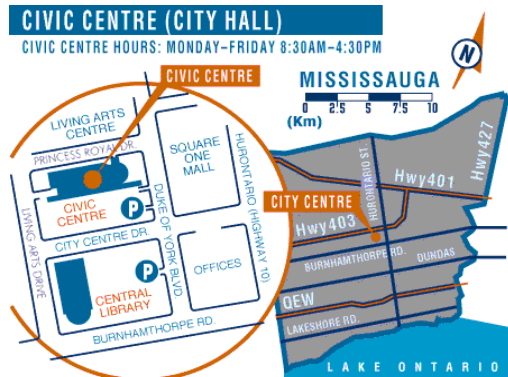 CIVIC CENTRE (CITY HALL)
CIVIC CENTRE HOURS: MONDAY–FRIDAY 8:30AM–4:30PM
N
CIVIC CENTRE
MISSISSAUGA
0 2.5 5 7.5 10
(Km)
LIVING ARTS
CENTRE
PRINCESS ROYAL DR.
SQUARE
ONE
MALL
HURONTARIO (HIGHWAY 10)
CIVIC
CENTRE
P
DUKE OF YORK BLVD.
CITY CENTRE DR.
LIVING ARTS DRIVE
P
OFFICES
CENTRAL
LIBRARY
BURNHAMTHORPE RD.
Hwy427
Hwy401
HURONTARIO ST.
CITY CENTRE
Hwy403
BURNHAMTHORPE RD.
DUNDAS
QEW
LAKESHORE RD.
LAKE ONTARIO